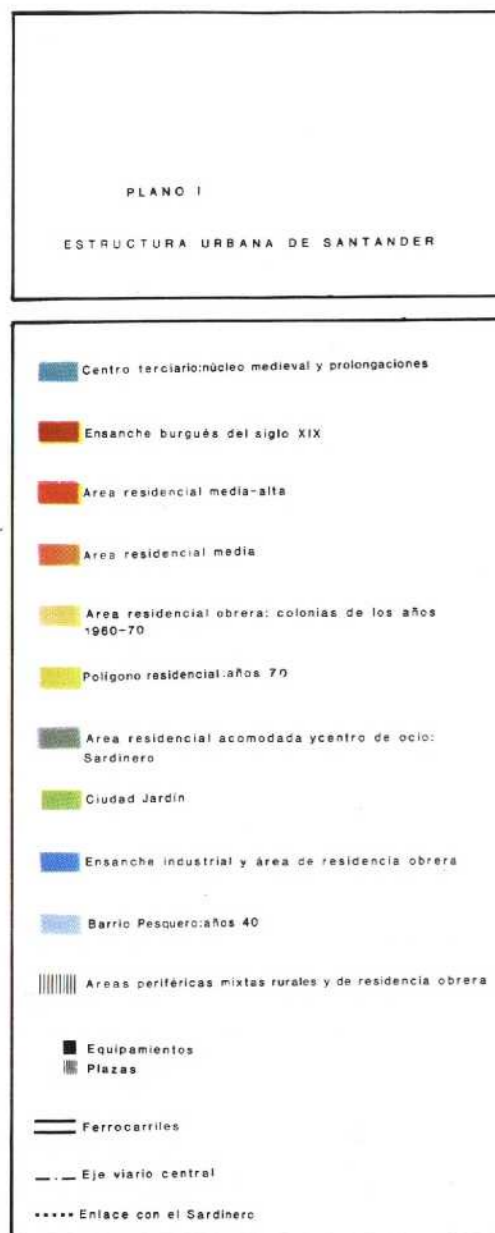 PLANO I
ESTRUCTURA URBANA DE SANTANDER
Centro terciario:núcleo medieval y prolongaciones
Ensanche burgués del siglo XIX
Area residencial media-alta
Area residencial media
Area residencial obrera: colonias de los años
1960-70
Polígono residencial:años 70
Area residencial acomodada ycentro de ocio:
Sardinero
Ciudad Jardín
Ensanche industrial y área de residencia obrera
Barrio Pesquero:años 40
Areas periféricas mixtas rurales y de residencia obrera
Equipamientos
Plazas
Ferrocarriles
Eje viario central
Enlace con el Sardinero